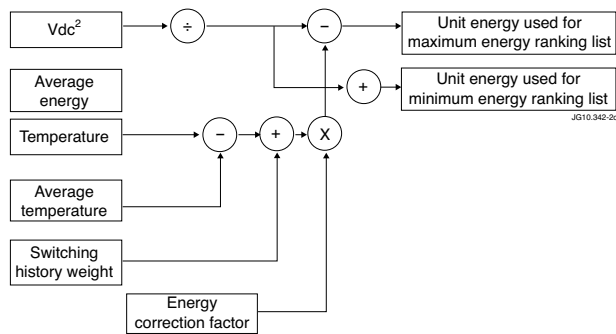 Vdc²
÷
−
Unit energy used for
maximum energy ranking list
Average
energy
+
Unit energy used for
minimum energy ranking list
JG10.342-2c
Temperature
−
+
X
Average
temperature
Switching
history weight
Energy
correction factor